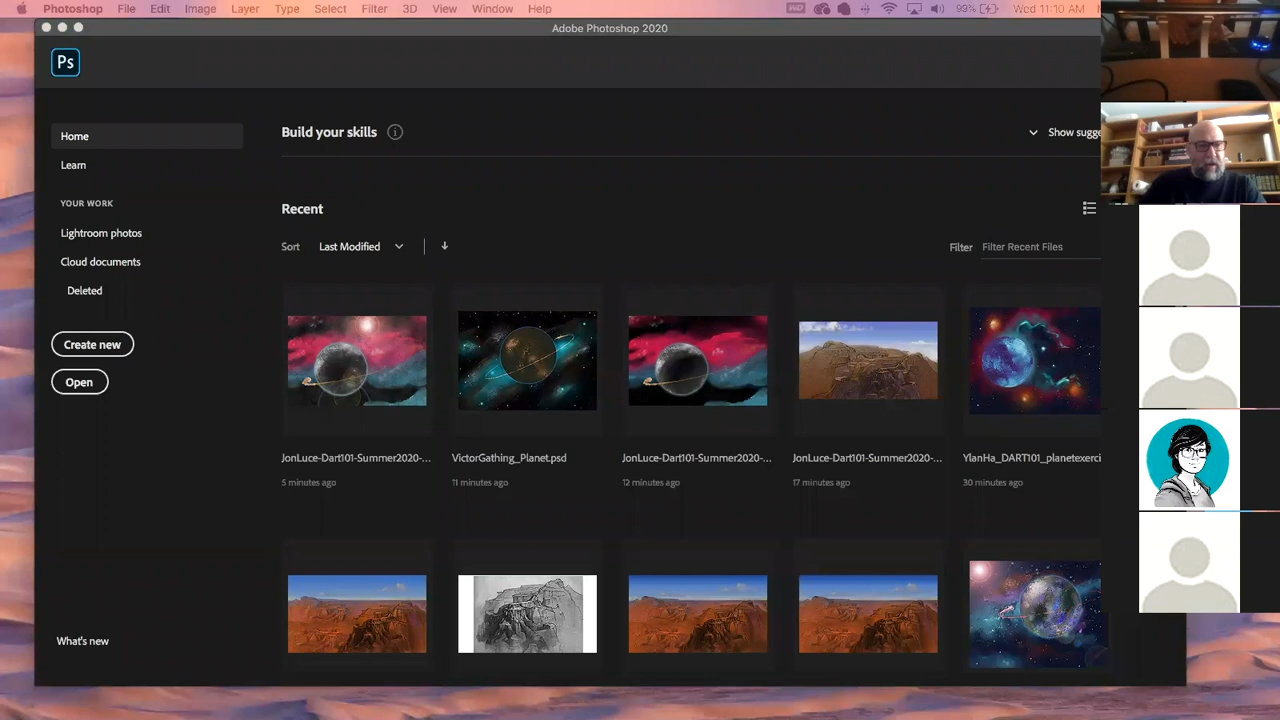 Photoshop File Edit Image Layer Type Select Filter 3D View Window Help 99% Wed 11:10 AM
Adobe Photoshop 2020
Ps
Home
Learn
YOUR WORK
Lightroom photos
Cloud documents
Deleted
Create new
Open
What's new
Build your skills
Show sugge
Recent
Sort Last Modified
Filter Filter Recent Files
JonLuce-Dart101-Summer2020-... VictorGathing_Planet.psd JonLuce-Dart101-Summer2020-... JonLuce-Dart101-Summer2020-... YlanHa_DART101_planetexerci
5 minutes ago 11 minutes ago 12 minutes ago 17 minutes ago 30 minutes ago